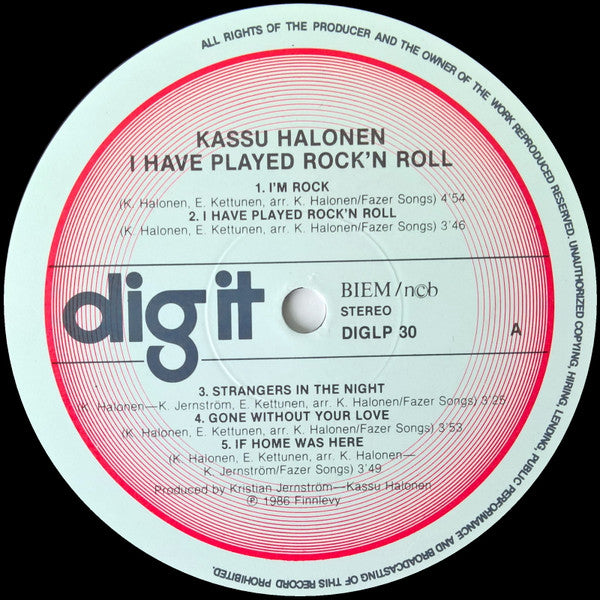 ALL RIGHTS OF THE PRODUCER AND THE OWNER OF THE WORK REPRODUCED RESERVED. UNAUTHORIZED COPYING, HIRING, LENDING, PUBLIC PERFORMANCE AND BROADCASTING OF THIS RECORD PROHIBITED.
KASSU HALONEN
I HAVE PLAYED ROCK'N ROLL
1. I'M ROCK
(K. Halonen, E. Kettunen, arr. K. Halonen/Fazer Songs) 4'54
2. I HAVE PLAYED ROCK'N ROLL
(K. Halonen, E. Kettunen, arr. K. Halonen/Fazer Songs) 3'46
dig it
BIEM/n©b
STEREO
DIGLP 30
A
3. STRANGERS IN THE NIGHT
(K. Halonen—K. Jernström, E. Kettunen, arr. K. Halonen/Fazer Songs) 3'25
4. GONE WITHOUT YOUR LOVE
(K. Halonen, E. Kettunen, arr. K. Halonen/Fazer Songs) 3'53
5. IF HOME WAS HERE
(K. Halonen, E. Kettunen, arr. K. Halonen—
K. Jernström/Fazer Songs) 3'49
Produced by Kristian Jernström—Kassu Halonen
℗ 1986 Finnlevy